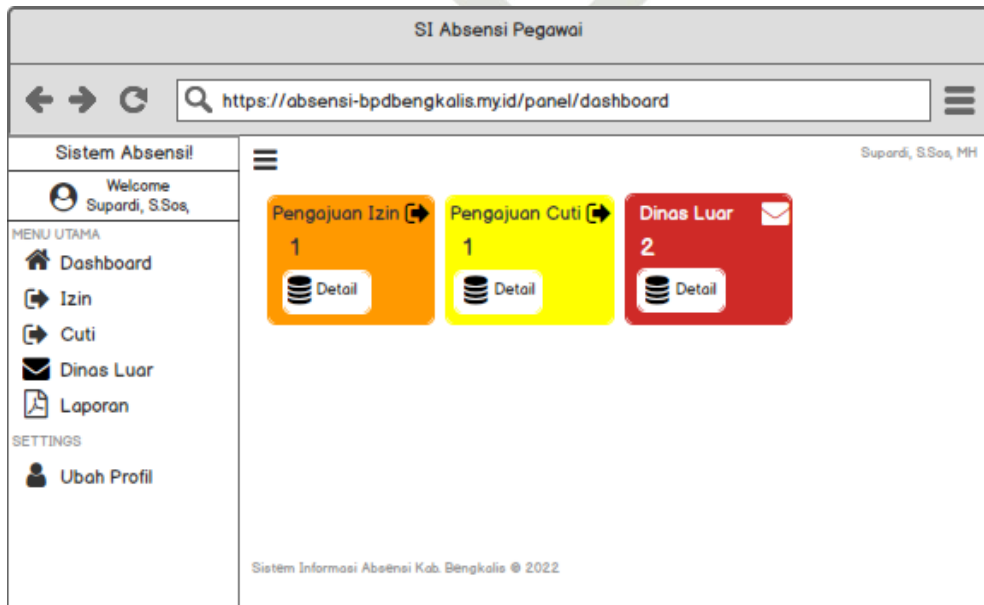 SI Absensi Pegawai
https://absensi-bpdbengkalis.my.id/panel/dashboard
Sistem Absensi!
Welcome
Supardi, S.Sos,
MENU UTAMA
Dashboard
Izin
Cuti
Dinas Luar
Laporan
SETTINGS
Ubah Profil
Supardi, S.Sos, MH
Pengajuan Izin
1
Detail
Pengajuan Cuti
1
Detail
Dinas Luar
2
Detail
Sistem Informasi Absensi Kab. Bengkalis © 2022